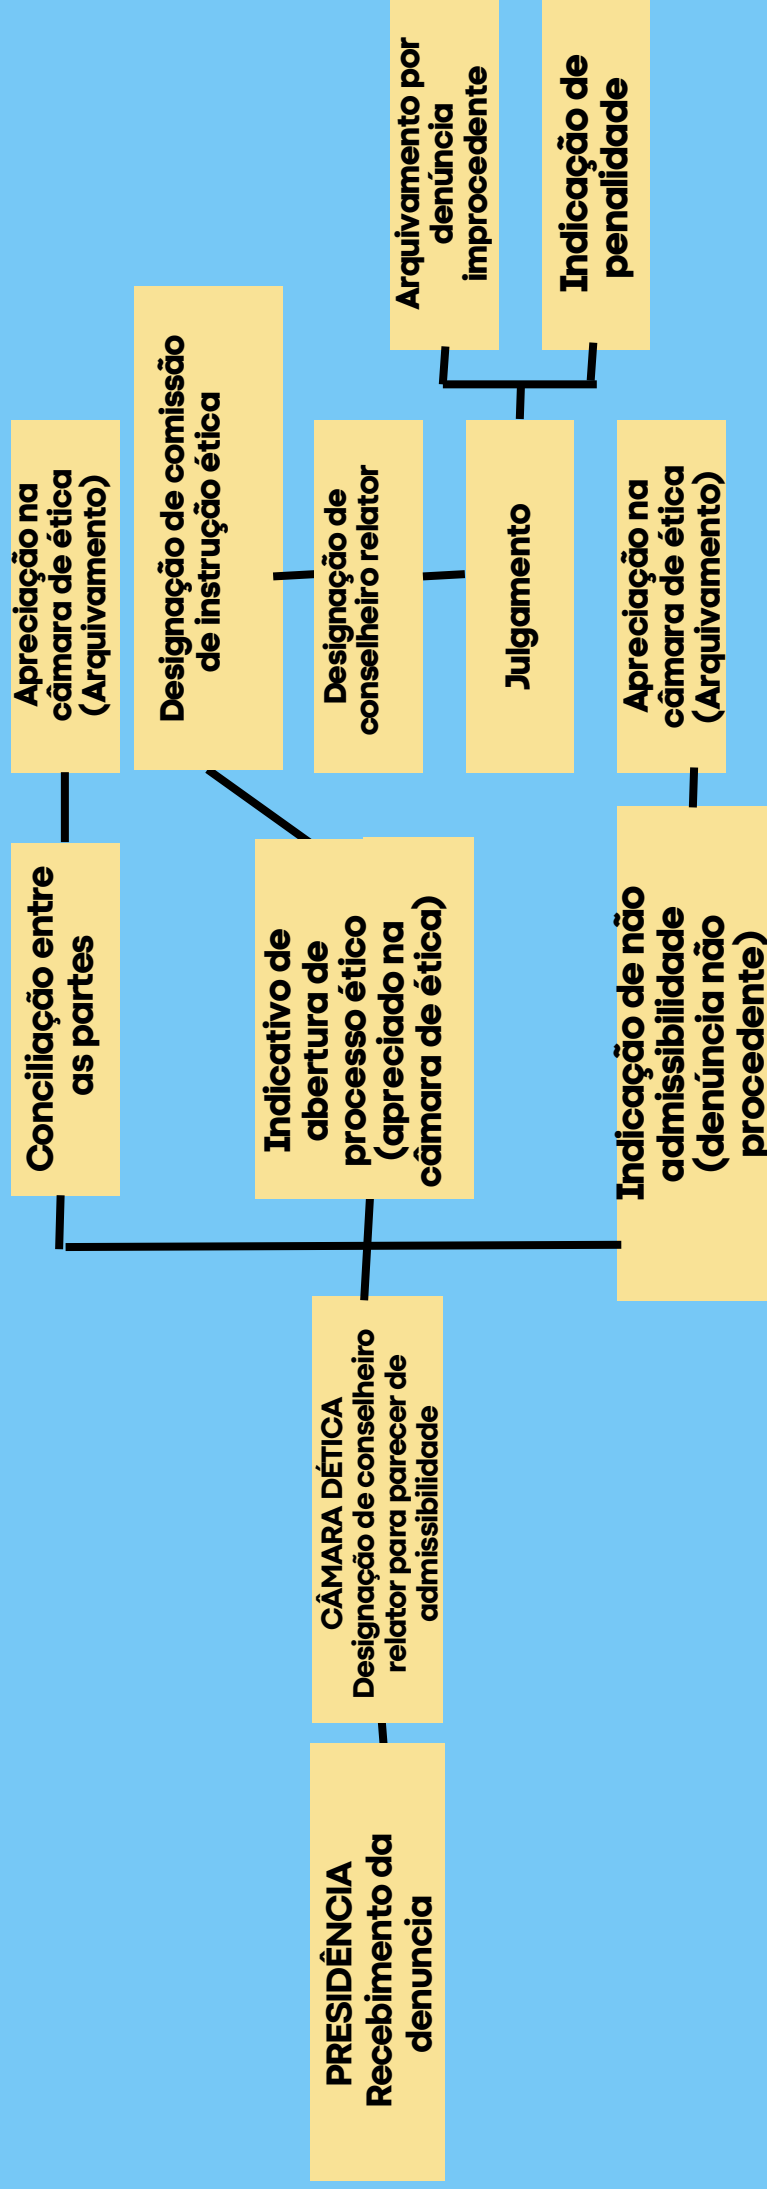 PRESIDÊNCIA
Recebimento da
denuncia
CÂMARA DÉTICA
Designação de conselheiro
relator para parecer de
admissibilidade
Conciliação entre
as partes
Apreciação na
câmara de ética
(Arquivamento)
Indicativo de
abertura de
processo ético
(apreciado na
câmara de ética)
Designação de comissão
de instrução ética
Designação de
conselheiro relator
Julgamento
Arquivamento por
denúncia
improcedente
Indicação de
penalidade
Indicação de não
admissibilidade
(denúncia não
procedente)
Apreciação na
câmara de ética
(Arquivamento)